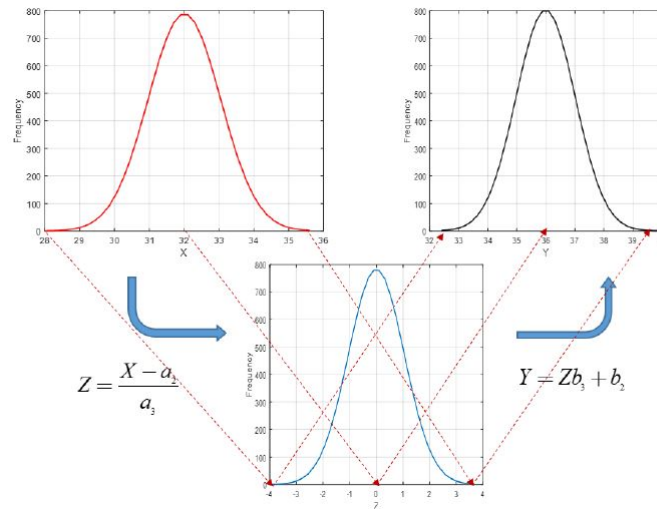 800
700
600
500
400
300
200
100
0
Frequency
28 29 30 31 32 33 34 35 36
X
800
700
600
500
400
300
200
100
0
Frequency
32 33 34 35 36 37 38 39
Y
Z = (X − a₂) / a₃
800
700
600
500
400
300
200
100
0
Frequency
-4 -3 -2 -1 0 1 2 3 4
Z
Y = Zb₃ + b₂